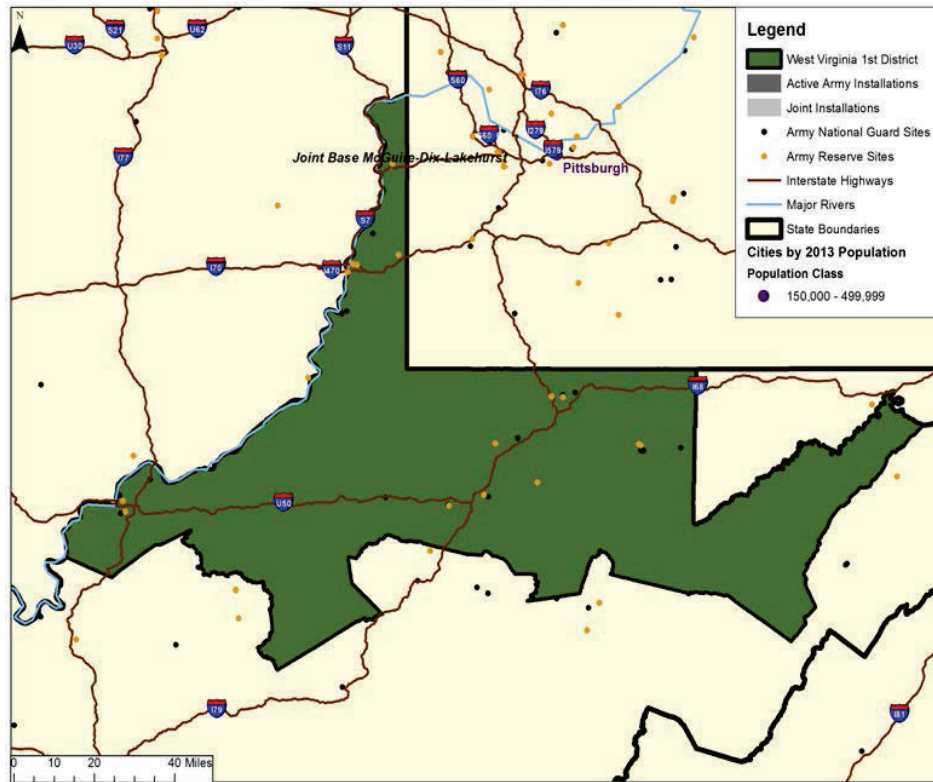 N
U30
S21
U62
S11
S60
I76
S65
I279
I579
I77
Joint Base McGuire-Dix-Lakehurst
Pittsburgh
S7
I70
I470
I68
U50
I79
I81
0 10 20 40 Miles
Legend
West Virginia 1st District
Active Army Installations
Joint Installations
Army National Guard Sites
Army Reserve Sites
Interstate Highways
Major Rivers
State Boundaries
Cities by 2013 Population
Population Class
150,000 - 499,999